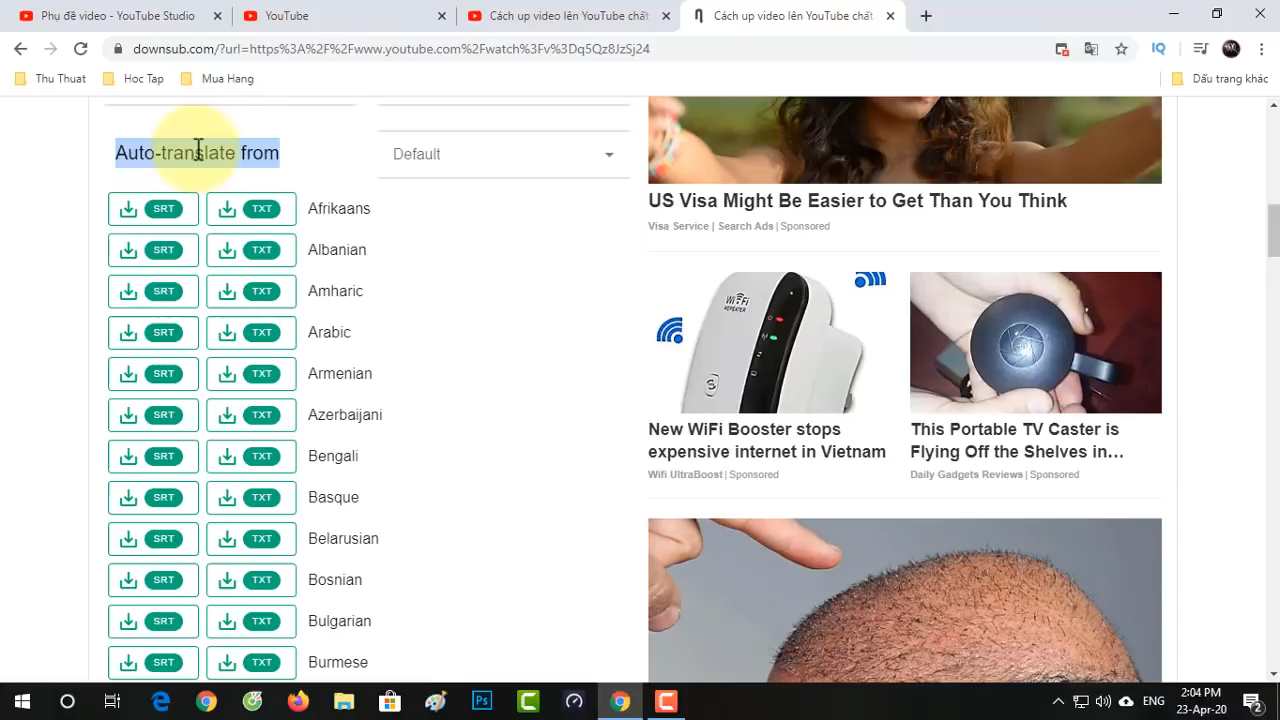 Phụ đề video - YouTube Studio
YouTube
Cách úp video lên YouTube chất
Cách úp video lên YouTube chất
downsub.com/?url=https%3A%2F%2Fwww.youtube.com%2Fwatch%3Fv%3Dq5Qz8JzSj24
Thu Thuat
Hoc Tap
Mua Hang
Dấu trang khác
Auto-translate from
Default
SRT TXT Afrikaans
SRT TXT Albanian
SRT TXT Amharic
SRT TXT Arabic
SRT TXT Armenian
SRT TXT Azerbaijani
SRT TXT Bengali
SRT TXT Basque
SRT TXT Belarusian
SRT TXT Bosnian
SRT TXT Bulgarian
SRT TXT Burmese
US Visa Might Be Easier to Get Than You Think
Visa Service | Search Ads | Sponsored
WiFi
REPEATER
New WiFi Booster stops
expensive internet in Vietnam
Wifi UltraBoost | Sponsored
This Portable TV Caster is
Flying Off the Shelves in…
Daily Gadgets Reviews | Sponsored
ENG
2:04 PM
23-Apr-20
2